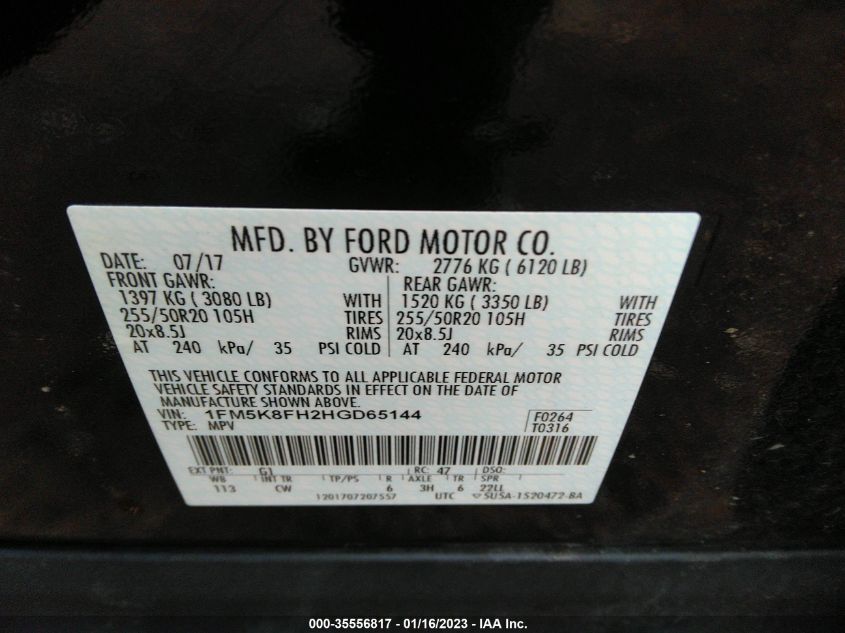 MFD. BY FORD MOTOR CO.
DATE: 07/17 GVWR: 2776 KG ( 6120 LB)
FRONT GAWR: REAR GAWR:
1397 KG ( 3080 LB) WITH 1520 KG ( 3350 LB) WITH
255/50R20 105H TIRES 255/50R20 105H TIRES
20x8.5J RIMS 20x8.5J RIMS
AT 240 kPa/ 35 PSI COLD AT 240 kPa/ 35 PSI COLD
THIS VEHICLE CONFORMS TO ALL APPLICABLE FEDERAL MOTOR
VEHICLE SAFETY STANDARDS IN EFFECT ON THE DATE OF
MANUFACTURE SHOWN ABOVE.
VIN: 1FM5K8FH2HGD65144 F0264
TYPE: MPV T0316
EXT PNT: G1 RC: 47 DSO:
WB INT TR TP/PS R AXLE TR SPR
113 CW 6 3H 6 22LL
1201707207557 UTC 5U5A-1520472-BA
000-35556817 - 01/16/2023 - IAA Inc.